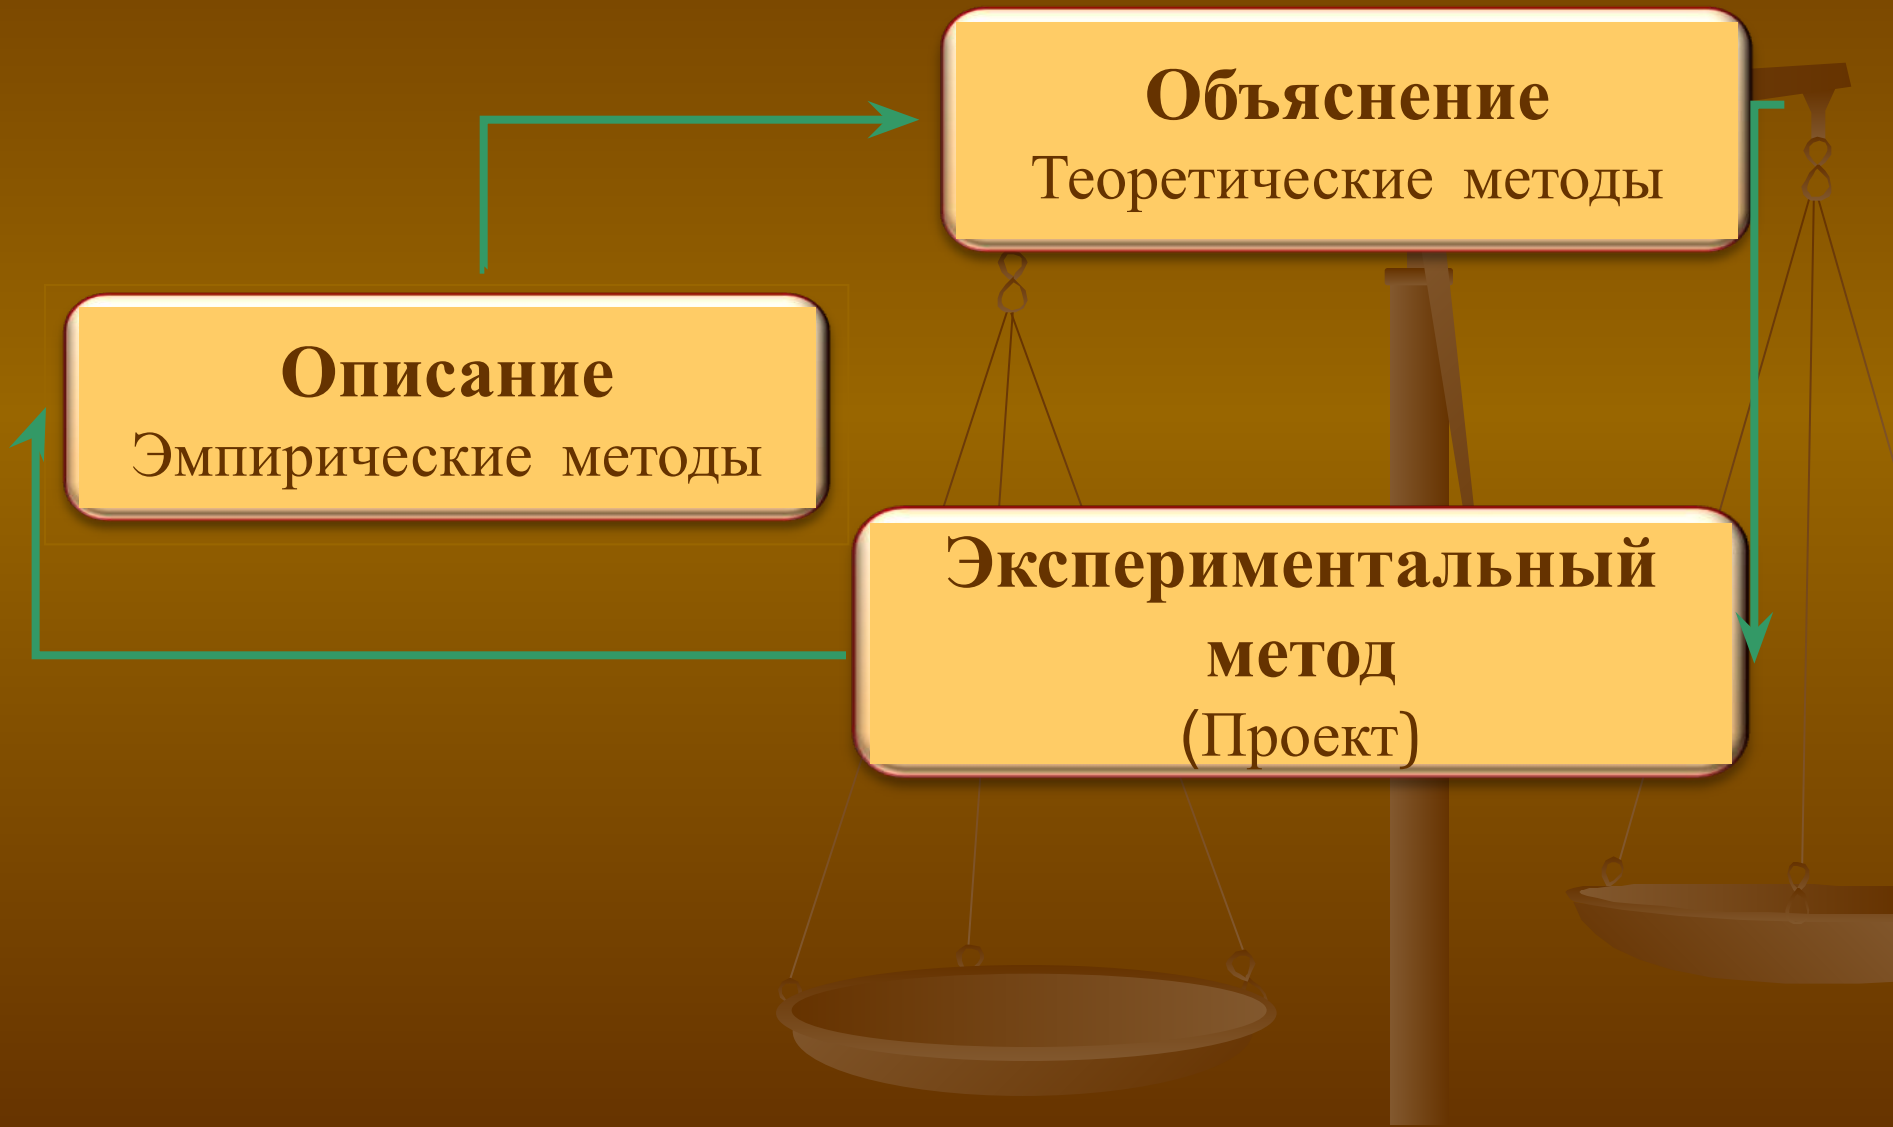 Объяснение
Теоретические методы
Описание
Эмпирические методы
Экспериментальный
метод
(Проект)